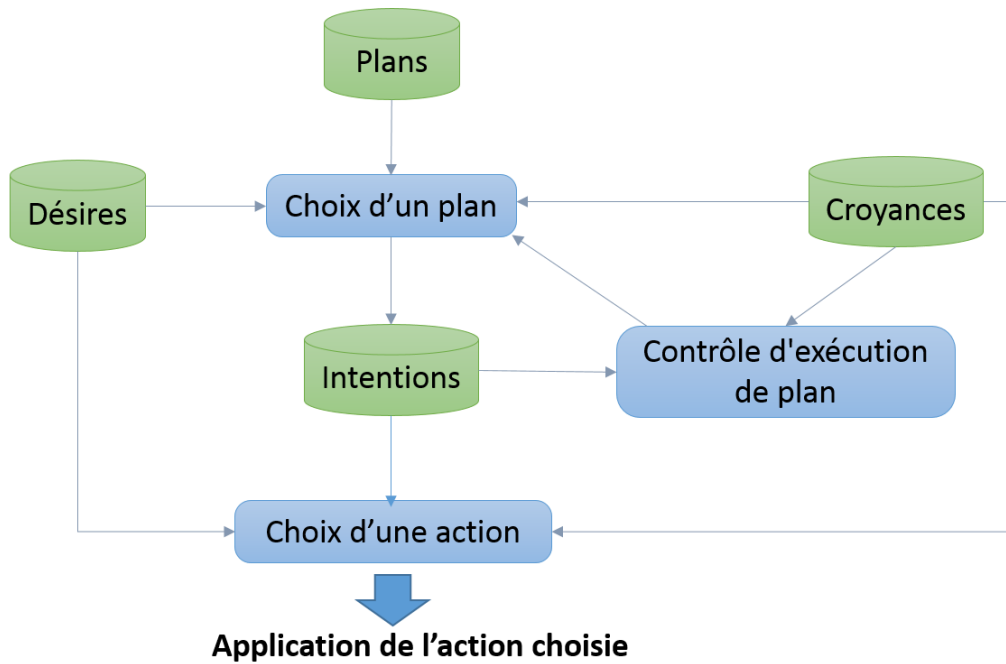 Plans
Désires
Choix d’un plan
Croyances
Intentions
Contrôle d'exécution
de plan
Choix d’une action
Application de l’action choisie